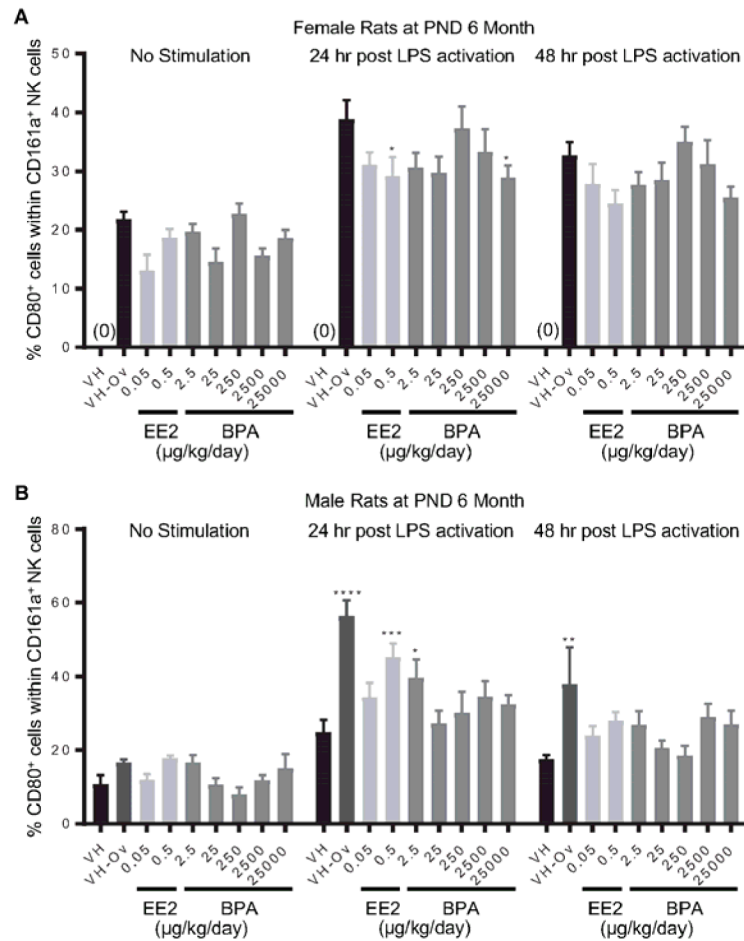 A
Female Rats at PND 6 Month
No Stimulation
24 hr post LPS activation
48 hr post LPS activation
% CD80⁺ cells within CD161a⁺ NK cells
50
40
30
20
10
0
(0)
(0)
(0)
*
*
VH VH-Ov 0.05 0.5 2.5 25 250 2500 25000
VH VH-Ov 0.05 0.5 2.5 25 250 2500 25000
VH VH-Ov 0.05 0.5 2.5 25 250 2500 25000
EE2 BPA
(µg/kg/day)
EE2 BPA
(µg/kg/day)
EE2 BPA
(µg/kg/day)
B
Male Rats at PND 6 Month
No Stimulation
24 hr post LPS activation
48 hr post LPS activation
% CD80⁺ cells within CD161a⁺ NK cells
80
60
40
20
0
****
***
*
**
VH VH-Ov 0.05 0.5 2.5 25 250 2500 25000
VH VH-Ov 0.05 0.5 2.5 25 250 2500 25000
VH VH-Ov 0.05 0.5 2.5 25 250 2500 25000
EE2 BPA
(µg/kg/day)
EE2 BPA
(µg/kg/day)
EE2 BPA
(µg/kg/day)